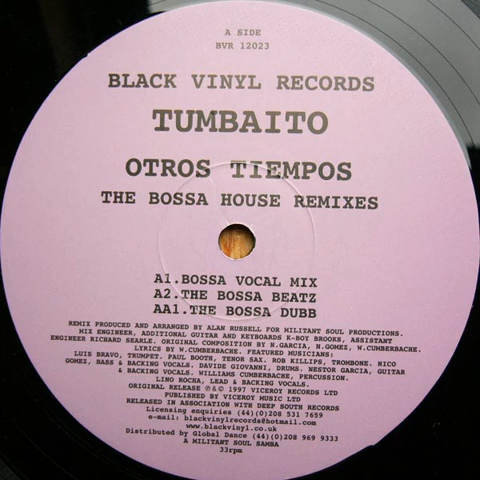 A SIDE
BVR 12023
BLACK VINYL RECORDS
TUMBAITO
OTROS TIEMPOS
THE BOSSA HOUSE REMIXES
A1.BOSSA VOCAL MIX
A2.THE BOSSA BEATZ
AA1.THE BOSSA DUBB
REMIX PRODUCED AND ARRANGED BY ALAN RUSSELL FOR MILITANT SOUL PRODUCTIONS.
MIX ENGINEER, ADDITIONAL GUITAR AND KEYBOARDS K-BOY BROOKS, ASSISTANT
ENGINEER RICHARD SEARLE. ORIGINAL COMPOSITION BY N.GARCIA, N.GOMEZ, W.CUMBERBACHE.
LYRICS BY W.CUMBERBACHE. FEATURED MUSICIANS:
LUIS BRAVO, TRUMPET. PAUL BOOTH, TENOR SAX. ROB KILLIPS, TROMBONE. NICO
GOMEZ, BASS & BACKING VOCALS. DAVIDE GIOVANNI, DRUMS. NESTOR GARCIA, GUITAR
& BACKING VOCALS. WILLIAMS CUMBERBACHE, PERCUSSION.
LINO ROCHA, LEAD & BACKING VOCALS.
ORIGINAL RELEASE ℗&© 1997 VICEROY RECORDS LTD
PUBLISHED BY VICEROY MUSIC LTD
RELEASED IN ASSOCIATION WITH DEEP SOUTH RECORDS
Licensing enquiries (44)(0)208 531 7659
e-mail: blackvinylrecords@hotmail.com
www.blackvinyl.co.uk
Distributed by Global Dance (44)(0)208 969 9333
A MILITANT SOUL SAMBA
33rpm